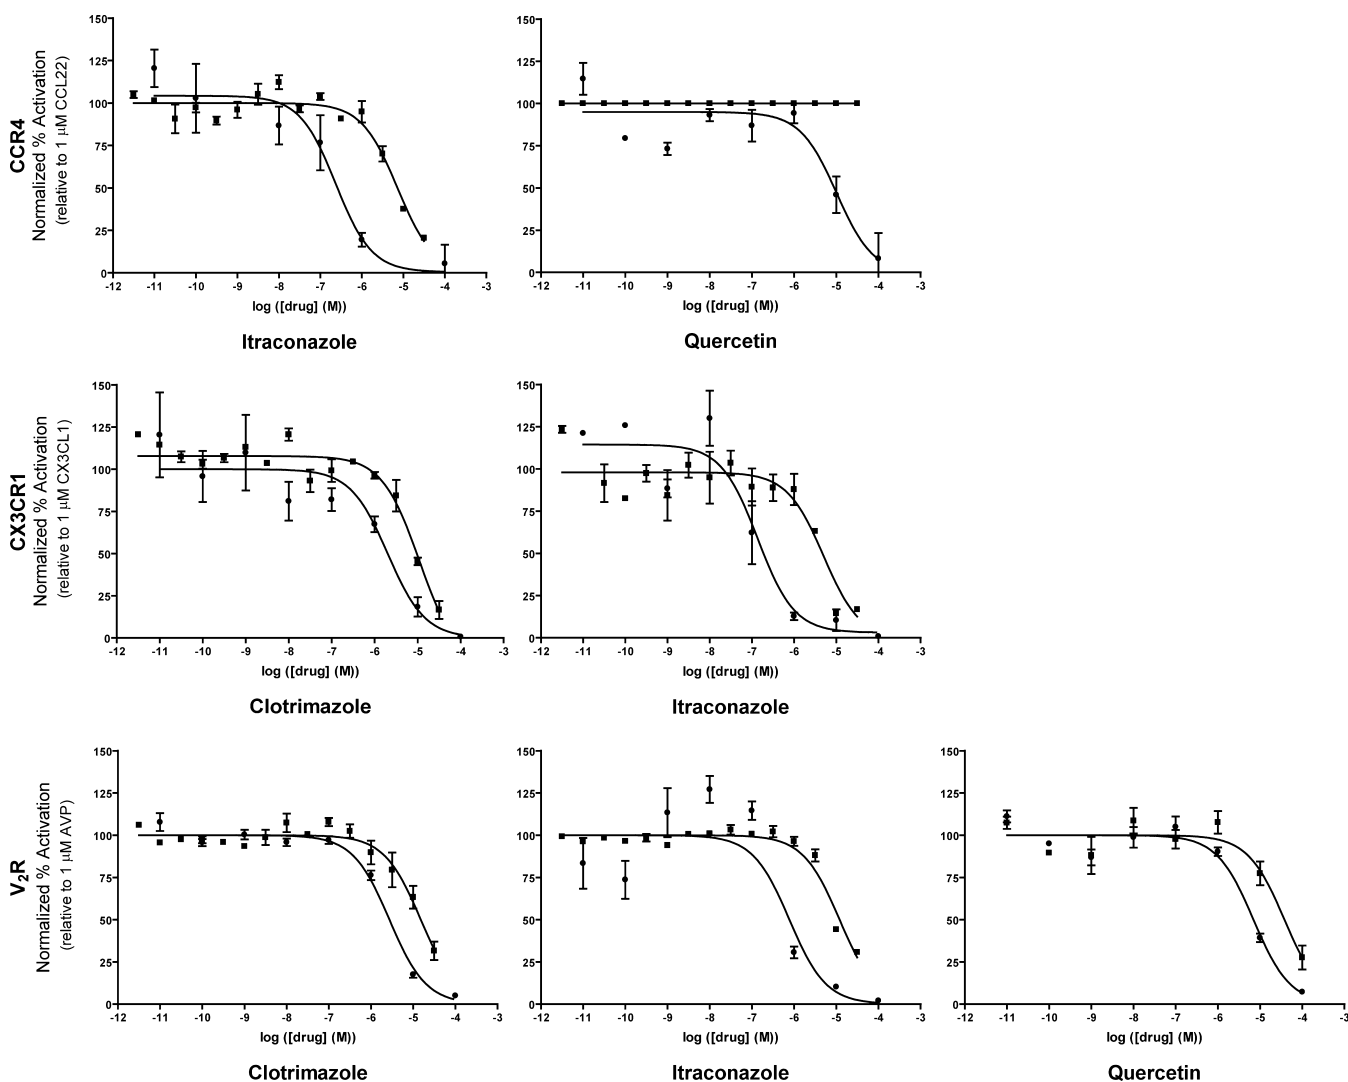 CCR4
Normalized % Activation
(relative to 1 µM CCL22)
150
125
100
75
50
25
0
-12 -11 -10 -9 -8 -7 -6 -5 -4 -3
log ([drug] (M))
Itraconazole
150
125
100
75
50
25
0
-12 -11 -10 -9 -8 -7 -6 -5 -4 -3
log ([drug] (M))
Quercetin
CX3CR1
Normalized % Activation
(relative to 1 µM CX3CL1)
150
125
100
75
50
25
0
-12 -11 -10 -9 -8 -7 -6 -5 -4 -3
log ([drug] (M))
Clotrimazole
150
125
100
75
50
25
0
-12 -11 -10 -9 -8 -7 -6 -5 -4 -3
log ([drug] (M))
Itraconazole
V₂R
Normalized % Activation
(relative to 1 µM AVP)
150
125
100
75
50
25
0
-12 -11 -10 -9 -8 -7 -6 -5 -4 -3
log ([drug] (M))
Clotrimazole
150
125
100
75
50
25
0
-12 -11 -10 -9 -8 -7 -6 -5 -4 -3
log ([drug] (M))
Itraconazole
150
125
100
75
50
25
0
-12 -11 -10 -9 -8 -7 -6 -5 -4 -3
log ([drug] (M))
Quercetin